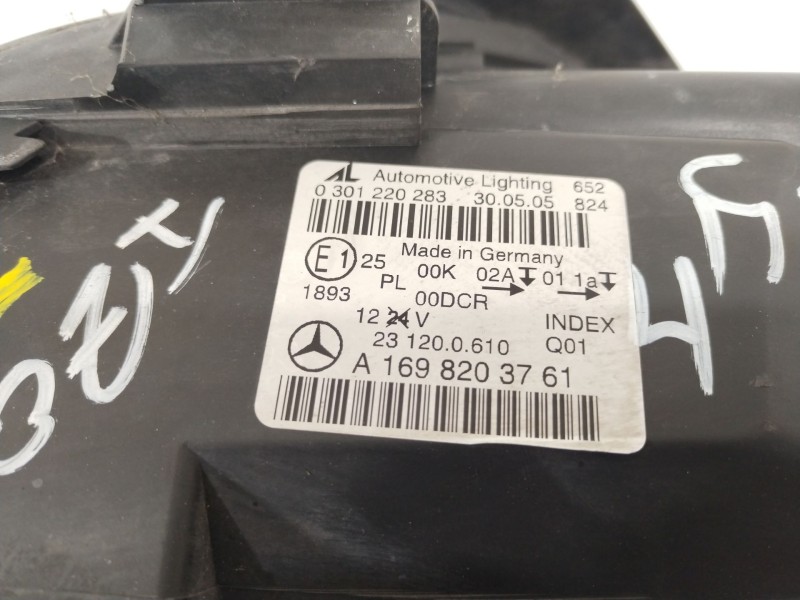 AL Automotive Lighting 652
0 301 220 283 30.05.05 824
Made in Germany
E1 25 00K 02A 01 1a
PL
1893 00DCR
12 24 V INDEX
23 120.0.610 Q01
A 169 820 37 61